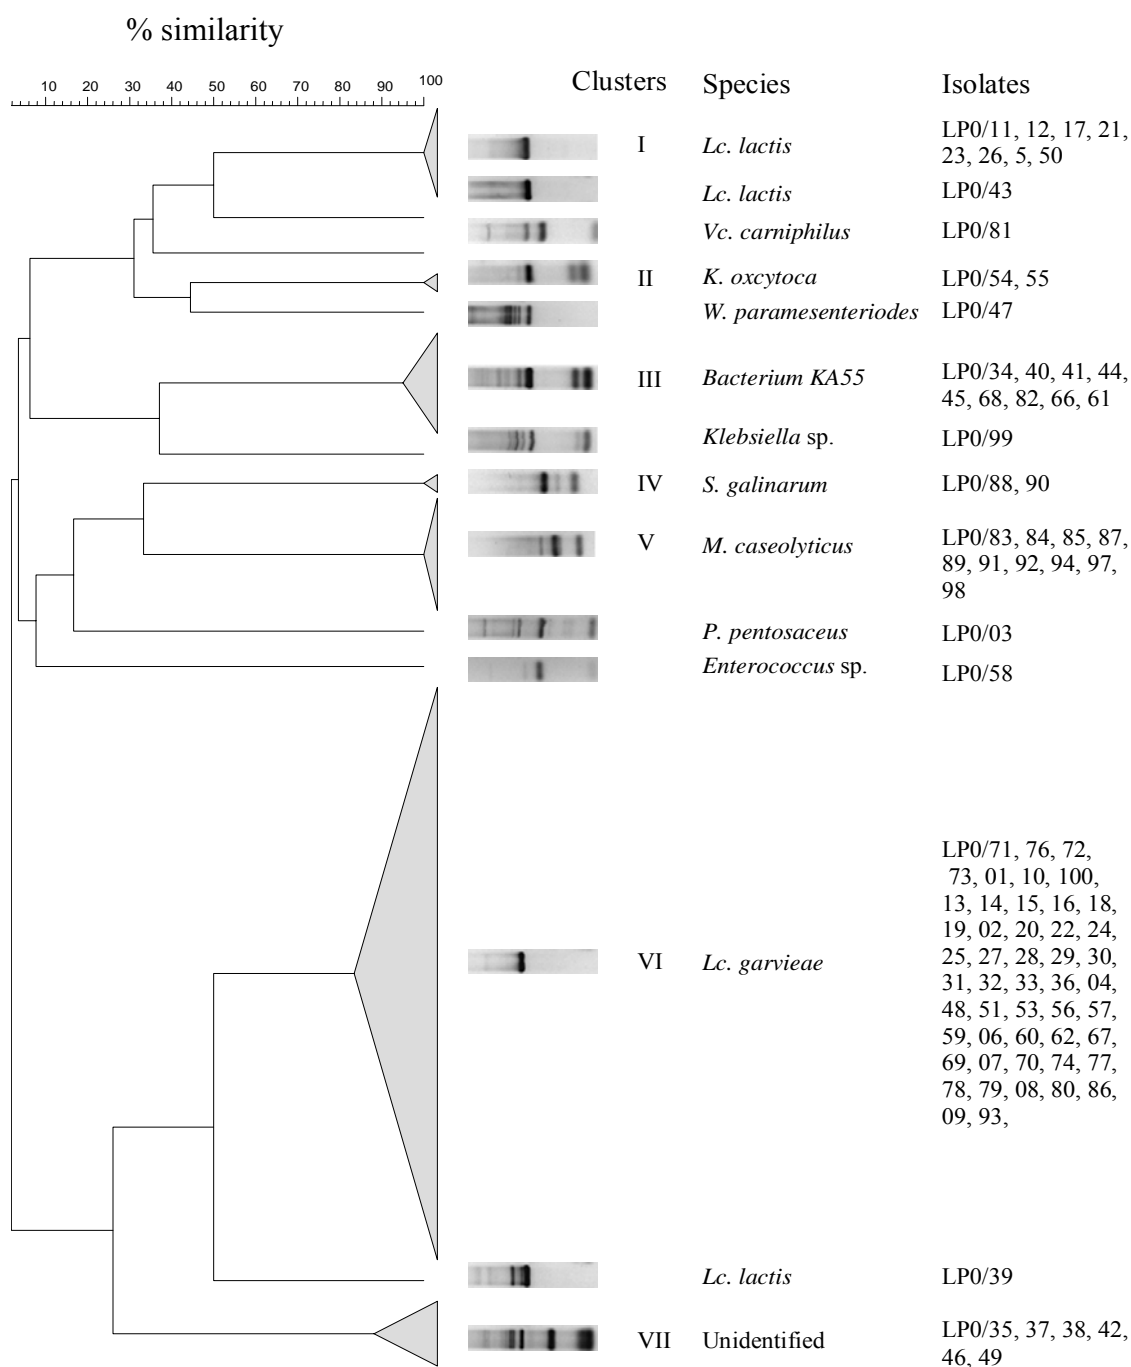 % similarity
10 20 30 40 50 60 70 80 90 100
Clusters Species Isolates
I Lc. lactis LP0/11, 12, 17, 21,
23, 26, 5, 50
Lc. lactis LP0/43
Vc. carniphilus LP0/81
II K. oxcytoca LP0/54, 55
W. paramesenteriodes LP0/47
III Bacterium KA55 LP0/34, 40, 41, 44,
45, 68, 82, 66, 61
Klebsiella sp. LP0/99
IV S. galinarum LP0/88, 90
V M. caseolyticus LP0/83, 84, 85, 87,
89, 91, 92, 94, 97,
98
P. pentosaceus LP0/03
Enterococcus sp. LP0/58
LP0/71, 76, 72,
73, 01, 10, 100,
13, 14, 15, 16, 18,
19, 02, 20, 22, 24,
VI Lc. garvieae 25, 27, 28, 29, 30,
31, 32, 33, 36, 04,
48, 51, 53, 56, 57,
59, 06, 60, 62, 67,
69, 07, 70, 74, 77,
78, 79, 08, 80, 86,
09, 93,
Lc. lactis LP0/39
VII Unidentified LP0/35, 37, 38, 42,
46, 49